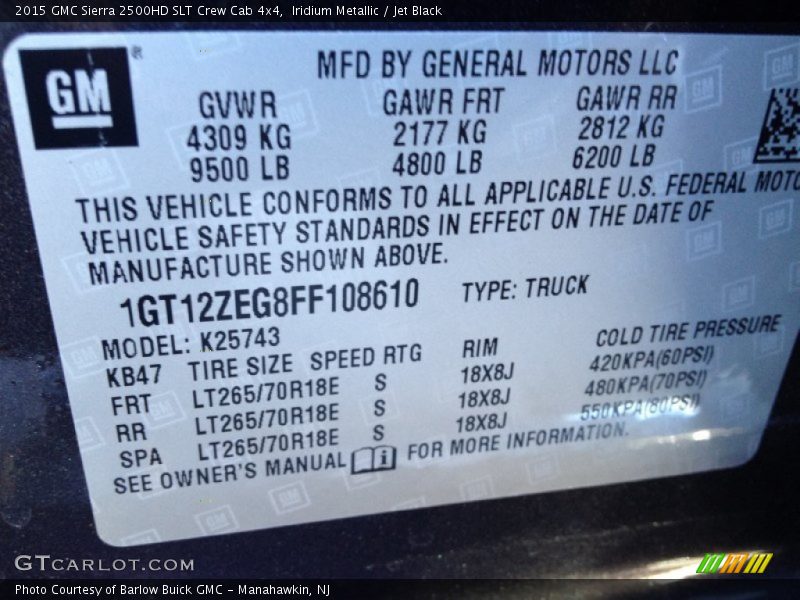 2015 GMC Sierra 2500HD SLT Crew Cab 4x4,  Iridium Metallic / Jet Black
GM
MFD BY GENERAL MOTORS LLC
GVWR GAWR FRT GAWR RR
4309 KG 2177 KG 2812 KG
9500 LB 4800 LB 6200 LB
THIS VEHICLE CONFORMS TO ALL APPLICABLE U.S. FEDERAL MOTO
VEHICLE SAFETY STANDARDS IN EFFECT ON THE DATE OF
MANUFACTURE SHOWN ABOVE.
1GT12ZEG8FF108610 TYPE: TRUCK
MODEL: K25743
KB47 TIRE SIZE SPEED RTG RIM COLD TIRE PRESSURE
FRT LT265/70R18E S 18X8J 420KPA(60PSI)
RR LT265/70R18E S 18X8J 480KPA(70PSI)
SPA LT265/70R18E S 18X8J 550KPA(80PSI)
SEE OWNER'S MANUAL FOR MORE INFORMATION.
GTCARLOT.COM
Photo Courtesy of Barlow Buick GMC – Manahawkin, NJ